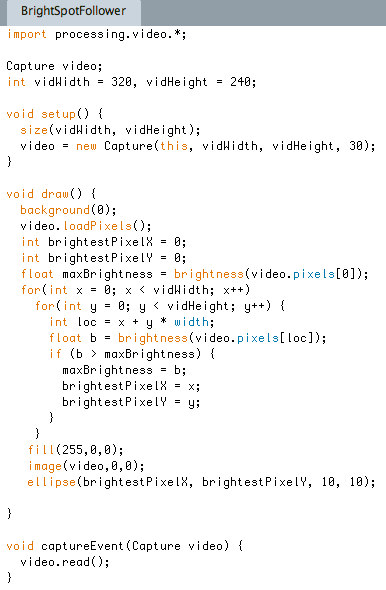 BrightSpotFollower
import processing.video.*;

Capture video;
int vidWidth = 320, vidHeight = 240;

void setup() {
  size(vidWidth, vidHeight);
  video = new Capture(this, vidWidth, vidHeight, 30);
}

void draw() {
  background(0);
  video.loadPixels();
  int brightestPixelX = 0;
  int brightestPixelY = 0;
  float maxBrightness = brightness(video.pixels[0]);
  for(int x = 0; x < vidWidth; x++)
    for(int y = 0; y < vidHeight; y++) {
      int loc = x + y * width;
      float b = brightness(video.pixels[loc]);
      if (b > maxBrightness) {
        maxBrightness = b;
        brightestPixelX = x;
        brightestPixelY = y;
      }
    }
   fill(255,0,0);
   image(video,0,0);
   ellipse(brightestPixelX, brightestPixelY, 10, 10);

}

void captureEvent(Capture video) {
  video.read();
}